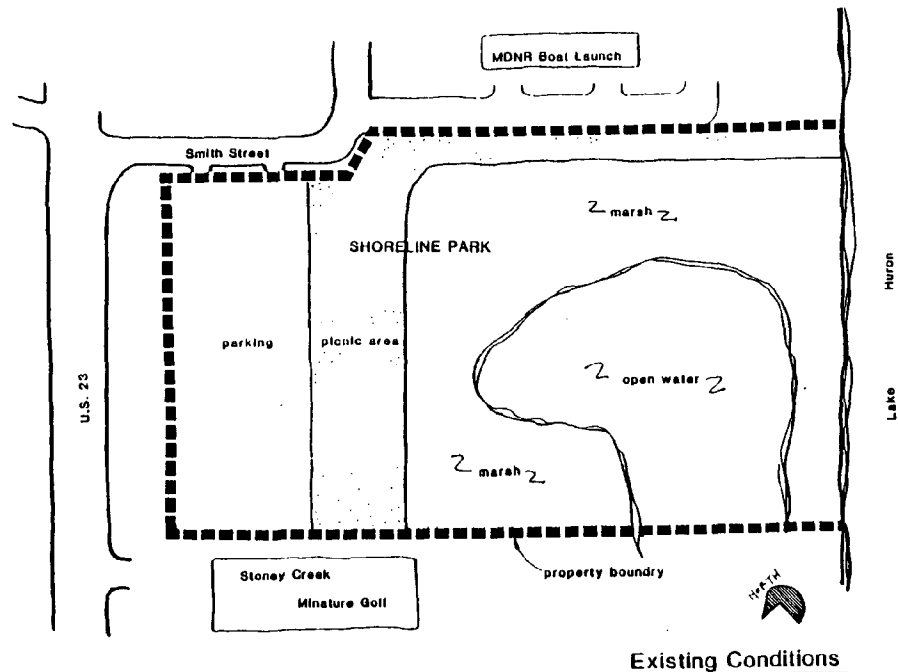 MDNR Boat Launch
Smith Street
marsh
SHORELINE PARK
Huron
parking
picnic area
open water
U.S. 23
Lake
marsh
Stoney Creek
Minature Golf
property boundry
NORTH
Existing Conditions